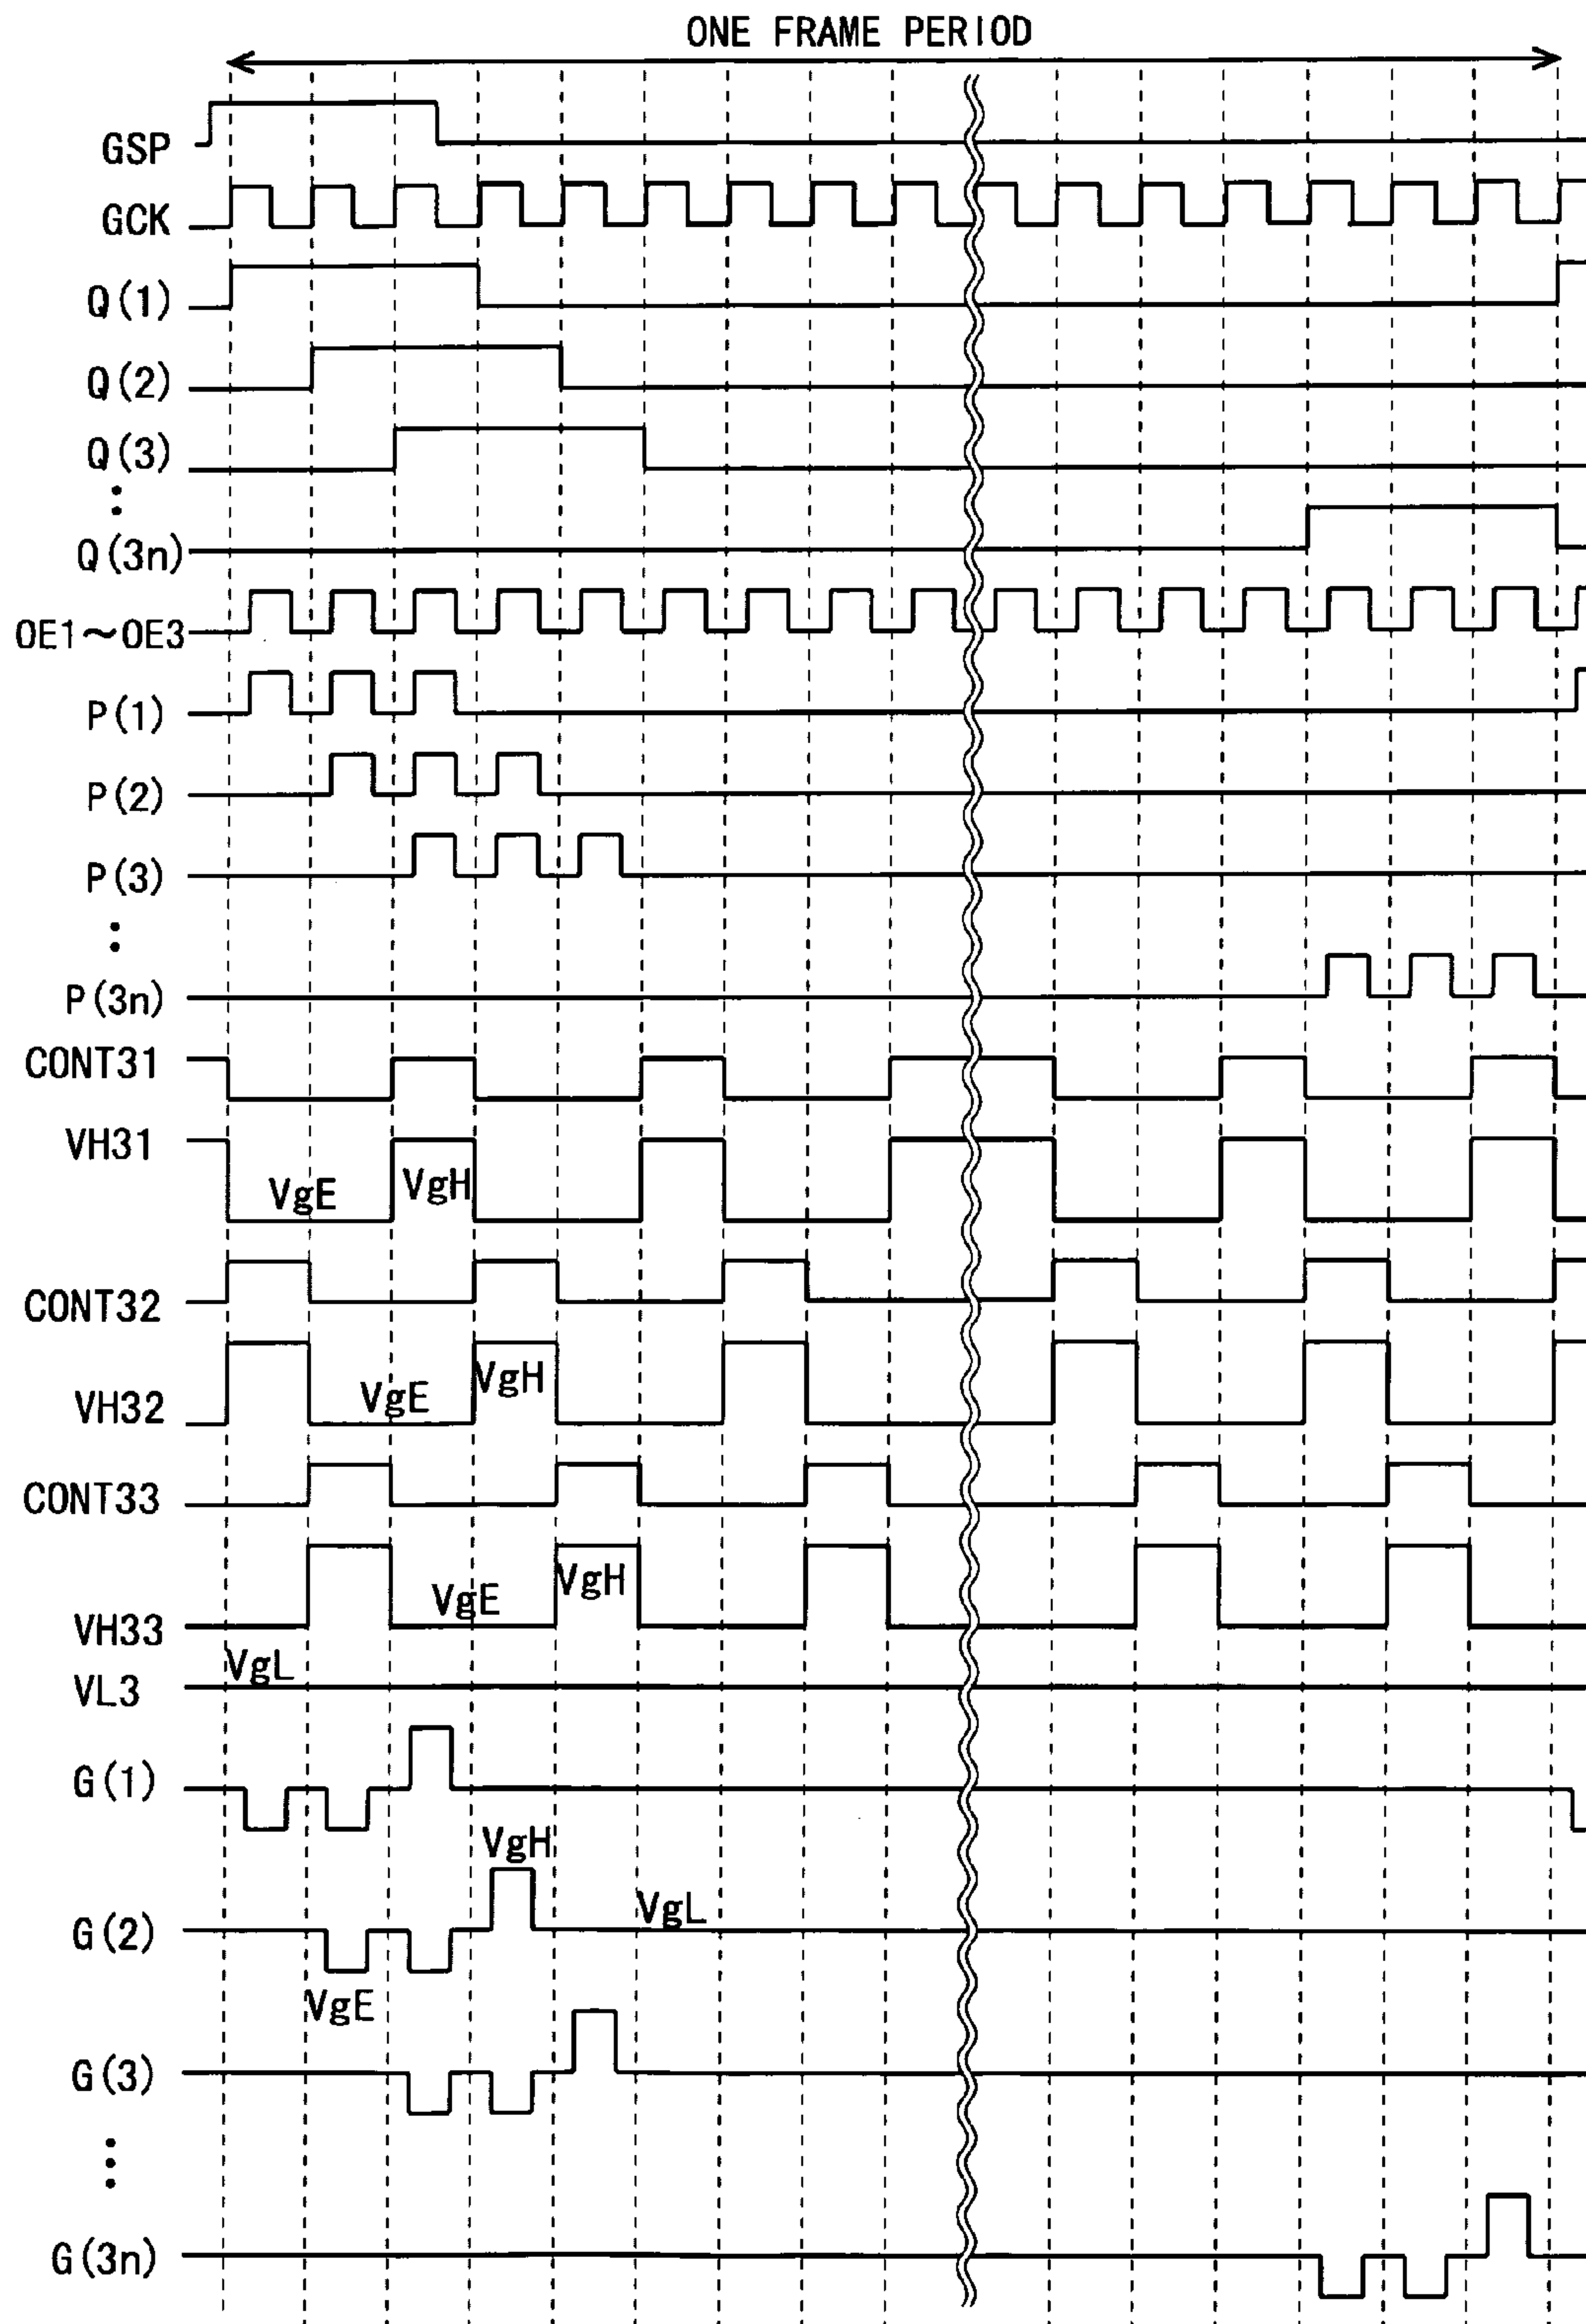 ONE FRAME PERIOD
GSP
GCK
Q(1)
Q(2)
Q(3)
⋮
Q(3n)
OE1～OE3
P(1)
P(2)
P(3)
⋮
P(3n)
CONT31
VH31
VgE
VgH
CONT32
VH32
VgE
VgH
CONT33
VH33
VgE
VgH
VgL
VL3
G(1)
VgH
VgL
G(2)
VgE
G(3)
⋮
G(3n)